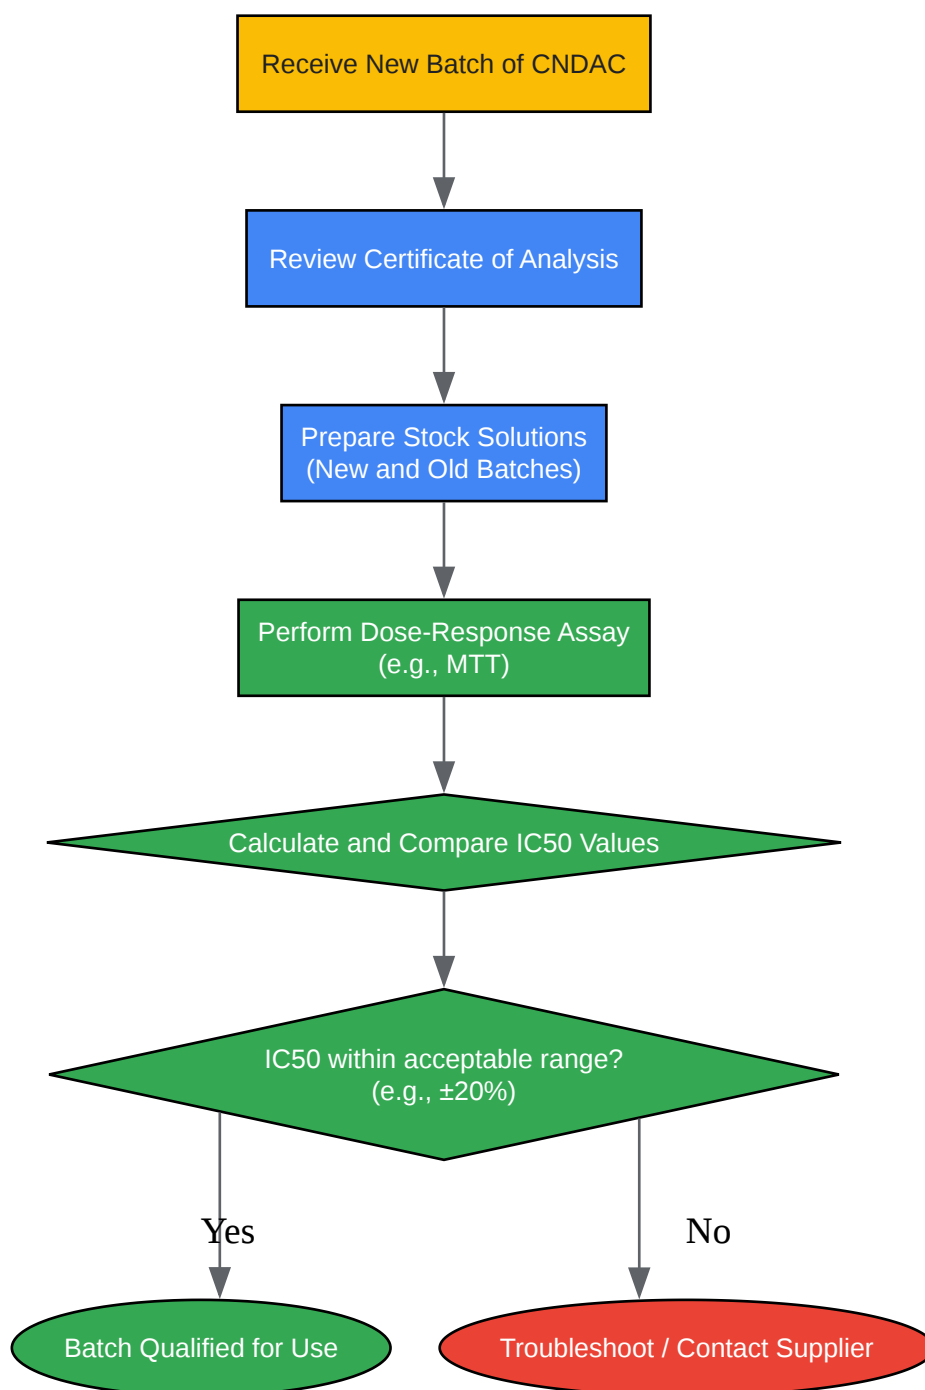 Receive New Batch of CNDAC
Review Certificate of Analysis
Prepare Stock Solutions
(New and Old Batches)
Perform Dose-Response Assay
(e.g., MTT)
Calculate and Compare IC50 Values
IC50 within acceptable range?
(e.g., ±20%)
Yes
No
Batch Qualified for Use
Troubleshoot / Contact Supplier